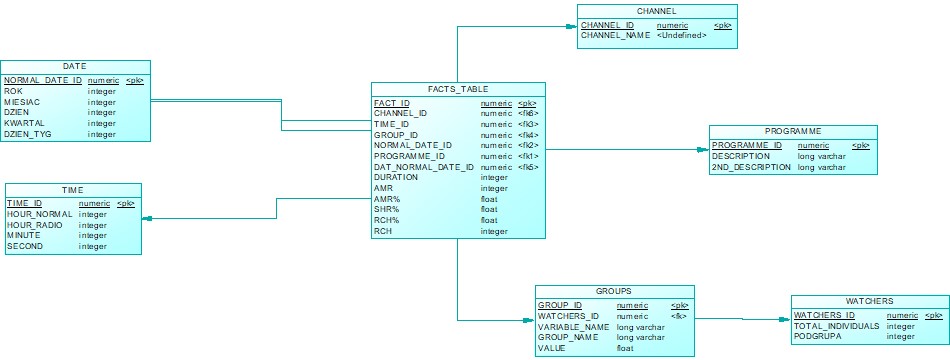 CHANNEL
CHANNEL_ID numeric <pk>
CHANNEL_NAME <Undefined>
DATE
NORMAL_DATE_ID numeric <pk>
ROK integer
MIESIAC integer
DZIEN integer
KWARTAL integer
DZIEN_TYG integer
FACTS_TABLE
FACT_ID numeric <pk>
CHANNEL_ID numeric <fk6>
TIME_ID numeric <fk3>
GROUP_ID numeric <fk4>
NORMAL_DATE_ID numeric <fk2>
PROGRAMME_ID numeric <fk1>
DAT_NORMAL_DATE_ID numeric <fk5>
DURATION integer
AMR integer
AMR% float
SHR% float
RCH% float
RCH integer
PROGRAMME
PROGRAMME_ID numeric <pk>
DESCRIPTION long varchar
2ND_DESCRIPTION long varchar
TIME
TIME_ID numeric <pk>
HOUR_NORMAL integer
HOUR_RADIO integer
MINUTE integer
SECOND integer
GROUPS
GROUP_ID numeric <pk>
WATCHERS_ID numeric <fk>
VARIABLE_NAME long varchar
GROUP_NAME long varchar
VALUE float
WATCHERS
WATCHERS_ID numeric <pk>
TOTAL_INDIVIDUALS integer
PODGRUPA integer